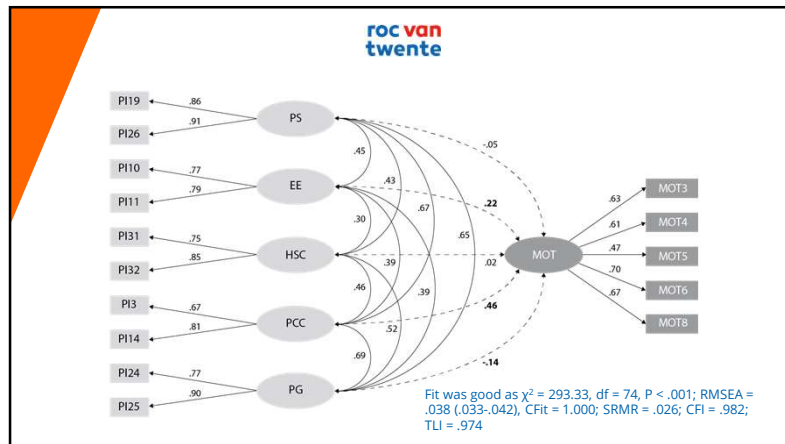 roc van
twente
PI19
.86
PS
PI26
.91
-.05
.45
.43
PI10
.77
EE
PI11
.79
.22
.67
.30
.65
MOT3
.63
PI31
.75
HSC
MOT
MOT4
.61
PI32
.85
.39
.39
.02
MOT5
.47
.46
.46
MOT6
.70
PI3
.67
PCC
MOT8
.67
PI14
.81
.52
.69
-.14
PI24
.77
PG
PI25
.90
Fit was good as χ² = 293.33, df = 74, P < .001; RMSEA =
.038 (.033-.042), CFit = 1.000; SRMR = .026; CFI = .982;
TLI = .974